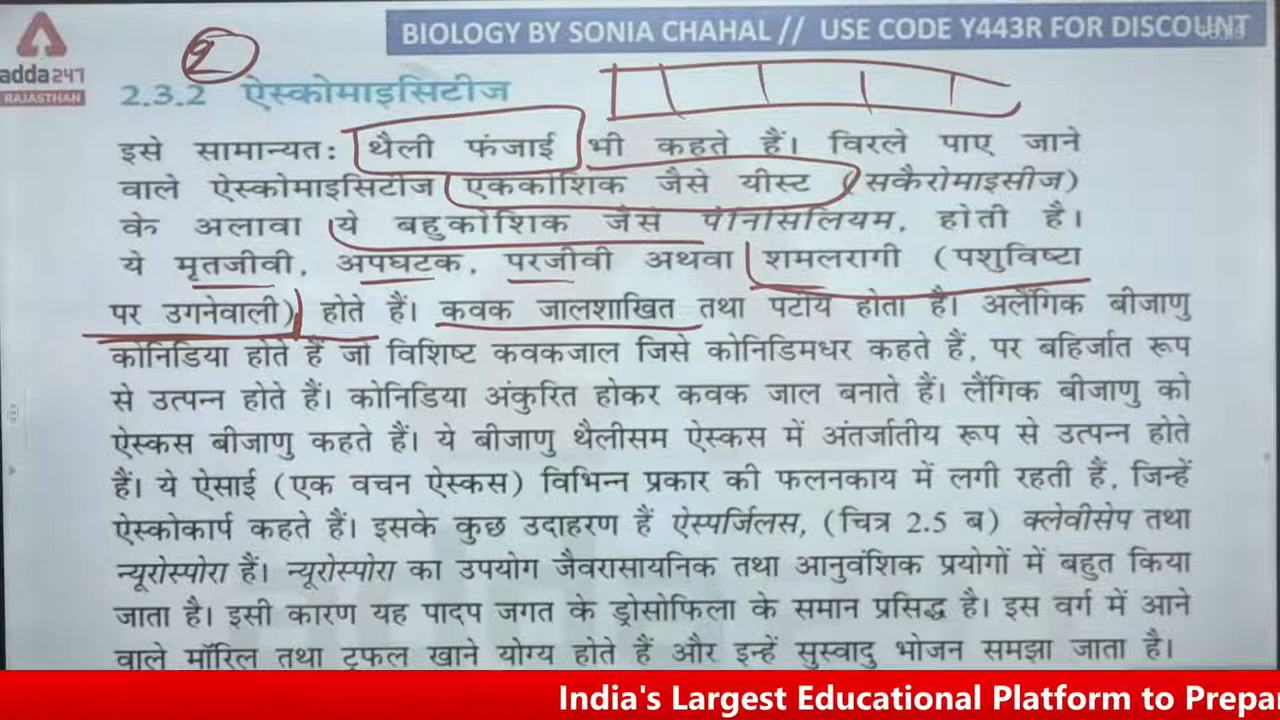 BIOLOGY BY SONIA CHAHAL // USE CODE Y443R FOR DISCOUNT
adda247
RAJASTHAN
2
2.3.2 ऐस्कोमाइसिटीज
इसे सामान्यतः थैली फंजाई भी कहते हैं। विरले पाए जाने
वाले ऐस्कोमाइसिटीज एककोशिक जैसे यीस्ट (सकैरोमाइसीज)
के अलावा ये बहुकोशिक जैसे पेनिसिलियम, होती है।
ये मृतजीवी, अपघटक, परजीवी अथवा शमलरागी (पशुविष्टा
पर उगनेवाली) होते हैं। कवक जालशाखित तथा पटीय होता है। अलैंगिक बीजाणु
कोनिडिया होते हैं जो विशिष्ट कवकजाल जिसे कोनिडिमधर कहते हैं, पर बहिर्जात रूप
से उत्पन्न होते हैं। कोनिडिया अंकुरित होकर कवक जाल बनाते हैं। लैंगिक बीजाणु को
ऐस्कस बीजाणु कहते हैं। ये बीजाणु थैलीसम ऐस्कस में अंतर्जातीय रूप से उत्पन्न होते
हैं। ये ऐसाई (एक वचन ऐस्कस) विभिन्न प्रकार की फलनकाय में लगी रहती हैं, जिन्हें
ऐस्कोकार्प कहते हैं। इसके कुछ उदाहरण हैं ऐस्पर्जिलस, (चित्र 2.5 ब) क्लेवीसेप तथा
न्यूरोस्पोरा हैं। न्यूरोस्पोरा का उपयोग जैवरासायनिक तथा आनुवंशिक प्रयोगों में बहुत किया
जाता है। इसी कारण यह पादप जगत के ड्रोसोफिला के समान प्रसिद्ध है। इस वर्ग में आने
वाले मॉरिल तथा ट्रफल खाने योग्य होते हैं और इन्हें सुस्वादु भोजन समझा जाता है।
India's Largest Educational Platform to Prepa